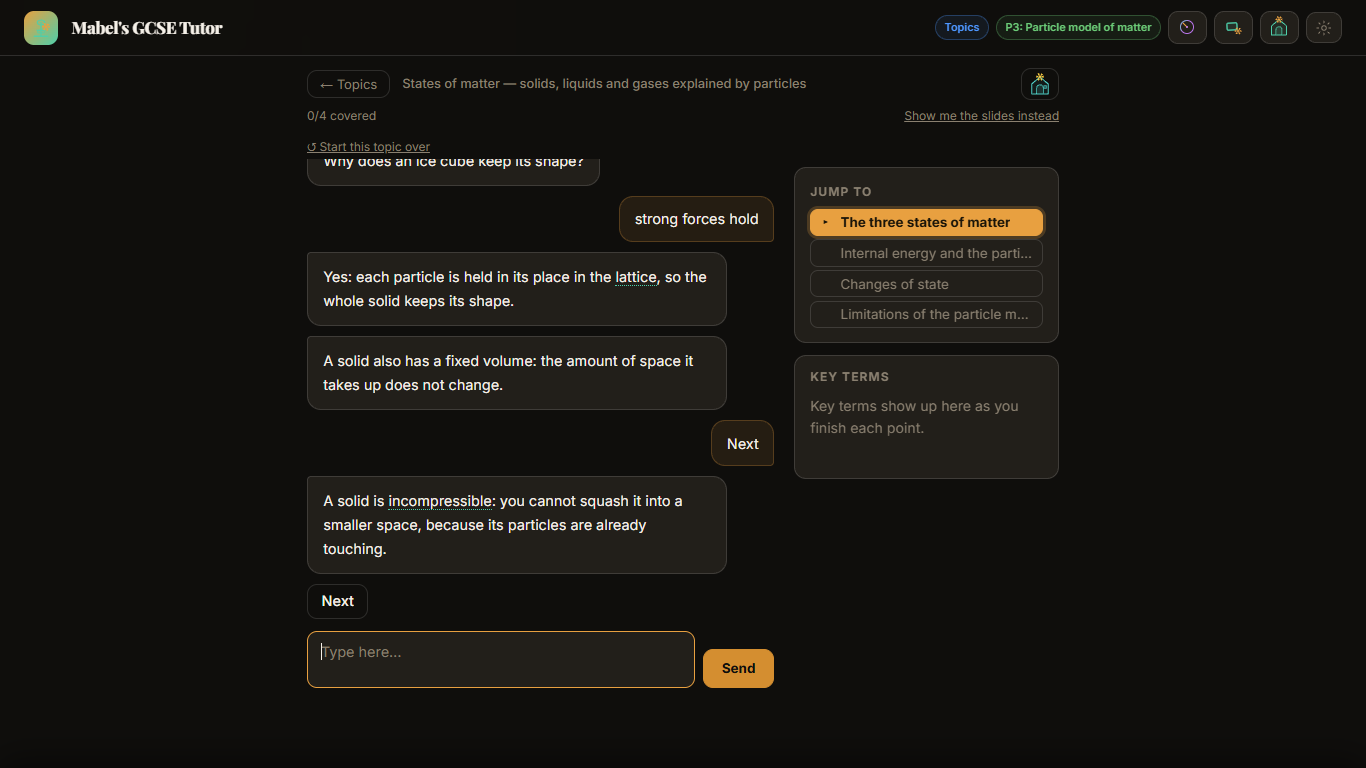 Mabel's GCSE Tutor
Topics
P3: Particle model of matter
← Topics
States of matter — solids, liquids and gases explained by particles
0/4 covered
Show me the slides instead
↺ Start this topic over
Why does an ice cube keep its shape?
strong forces hold
Yes: each particle is held in its place in the lattice, so the
whole solid keeps its shape.
A solid also has a fixed volume: the amount of space it
takes up does not change.
Next
A solid is incompressible: you cannot squash it into a
smaller space, because its particles are already
touching.
Next
Type here...
Send
JUMP TO
The three states of matter
Internal energy and the parti...
Changes of state
Limitations of the particle m...
KEY TERMS
Key terms show up here as you
finish each point.